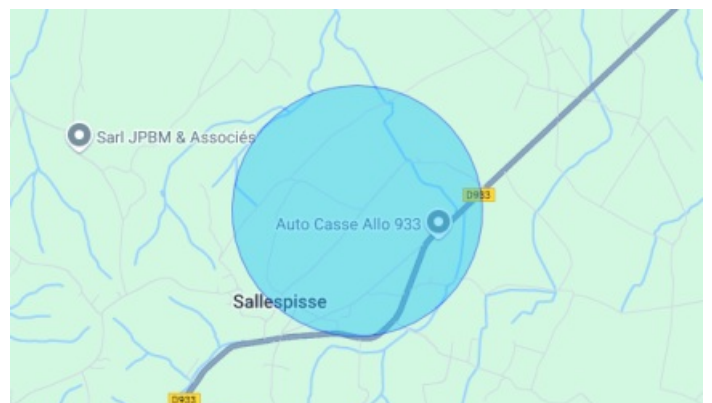 Sarl JPBM & Associés
D933
Auto Casse Allo 933
Sallespisse
D933